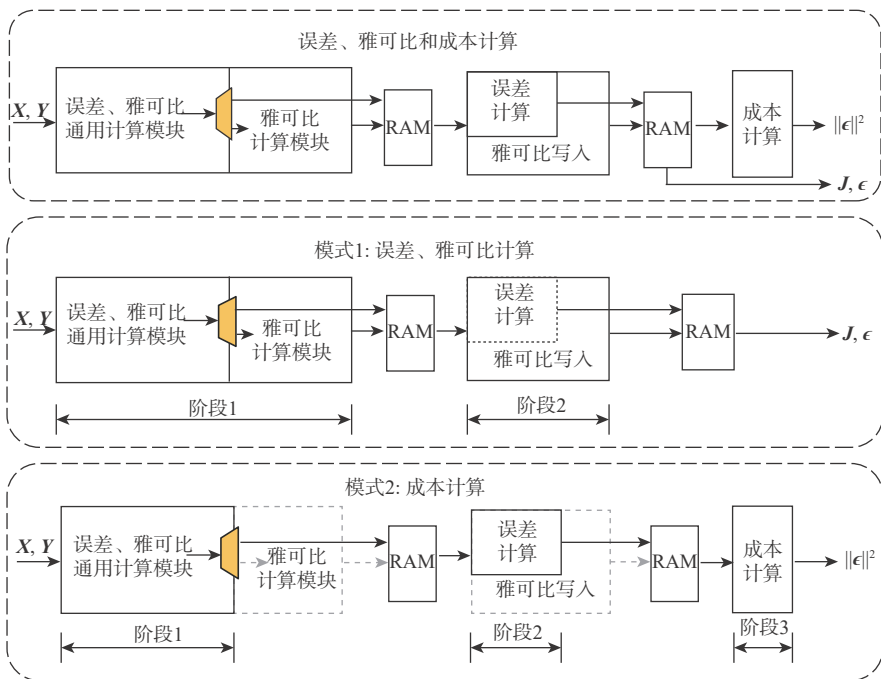 误差、雅可比和成本计算
X, Y
误差、雅可比
通用计算模块
雅可比
计算模块
RAM
误差
计算
雅可比写入
RAM
成本
计算
||ϵ||²
J, ϵ
模式1: 误差、雅可比计算
X, Y
误差、雅可比
通用计算模块
雅可比
计算模块
RAM
误差
计算
雅可比写入
RAM
J, ϵ
阶段1
阶段2
模式2: 成本计算
X, Y
误差、雅可比
通用计算模块
雅可比
计算模块
RAM
误差
计算
雅可比写入
RAM
成本
计算
||ϵ||²
阶段1
阶段2
阶段3